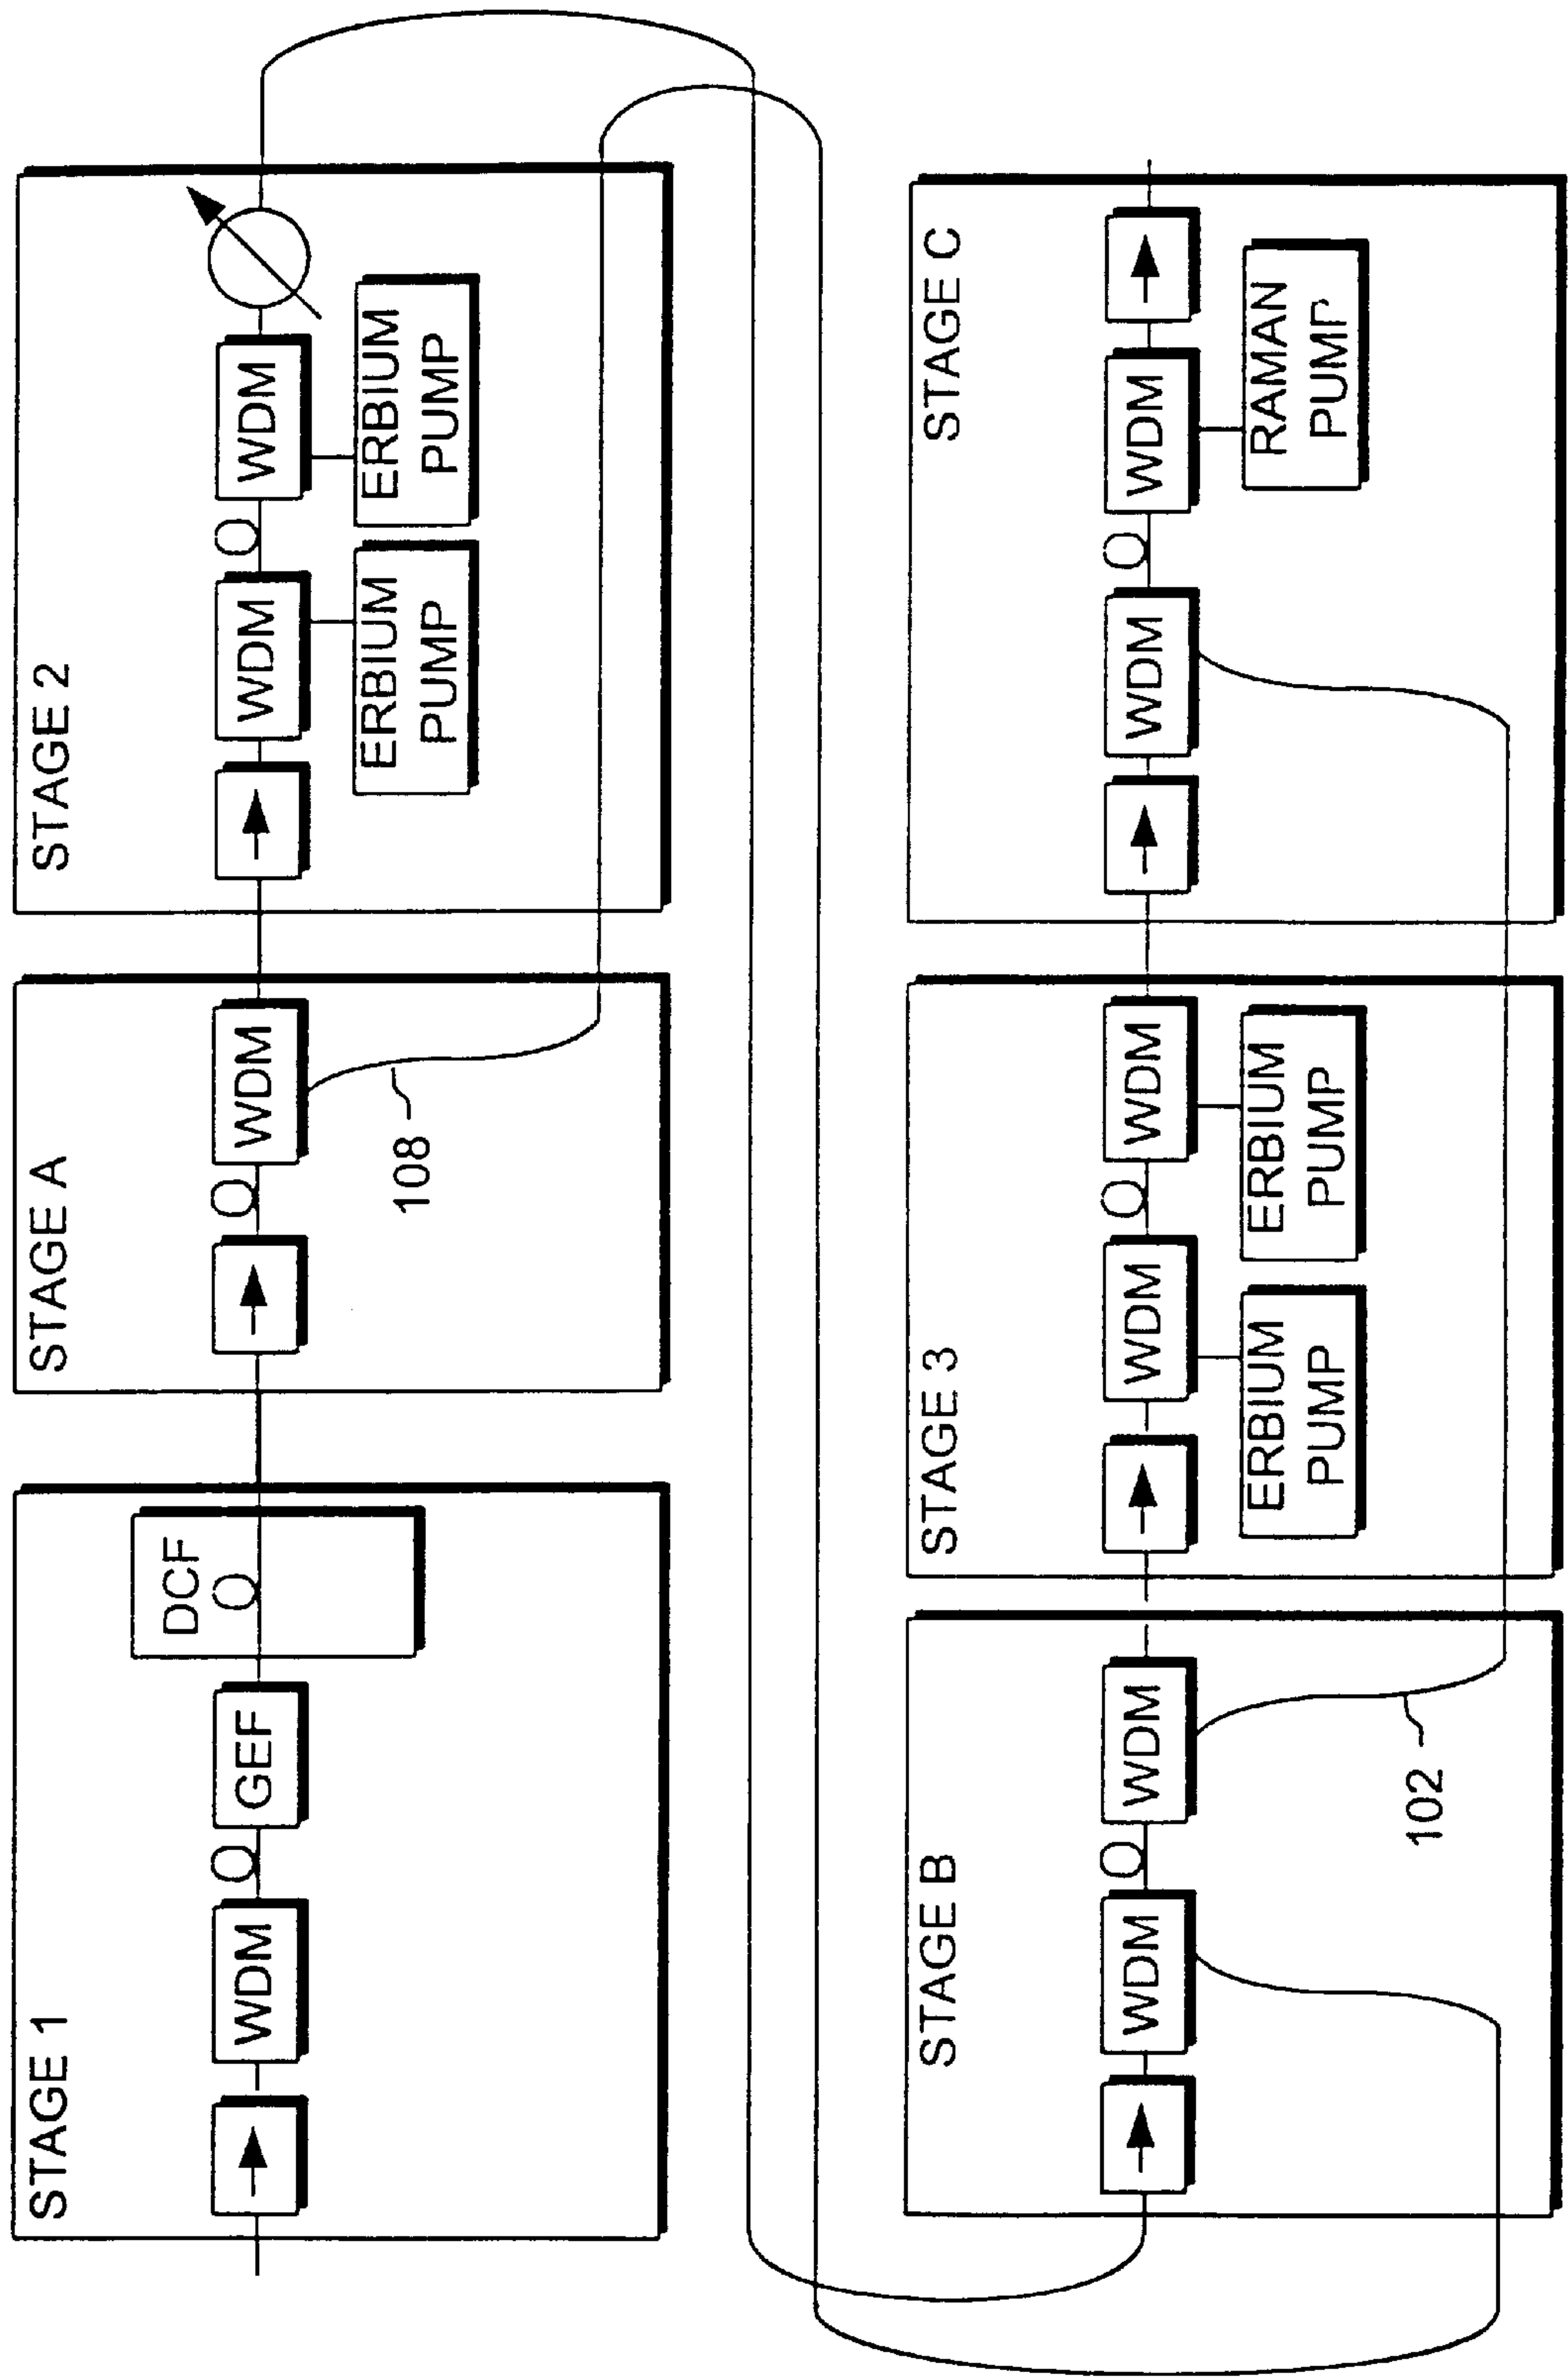 STAGE 1
WDM
GEF
DCF
STAGE A
WDM
108
STAGE 2
WDM
WDM
ERBIUM
PUMP
ERBIUM
PUMP
STAGE B
WDM
WDM
102
STAGE 3
WDM
WDM
ERBIUM
PUMP
ERBIUM
PUMP
STAGE C
WDM
WDM
RAMAN
PUMP